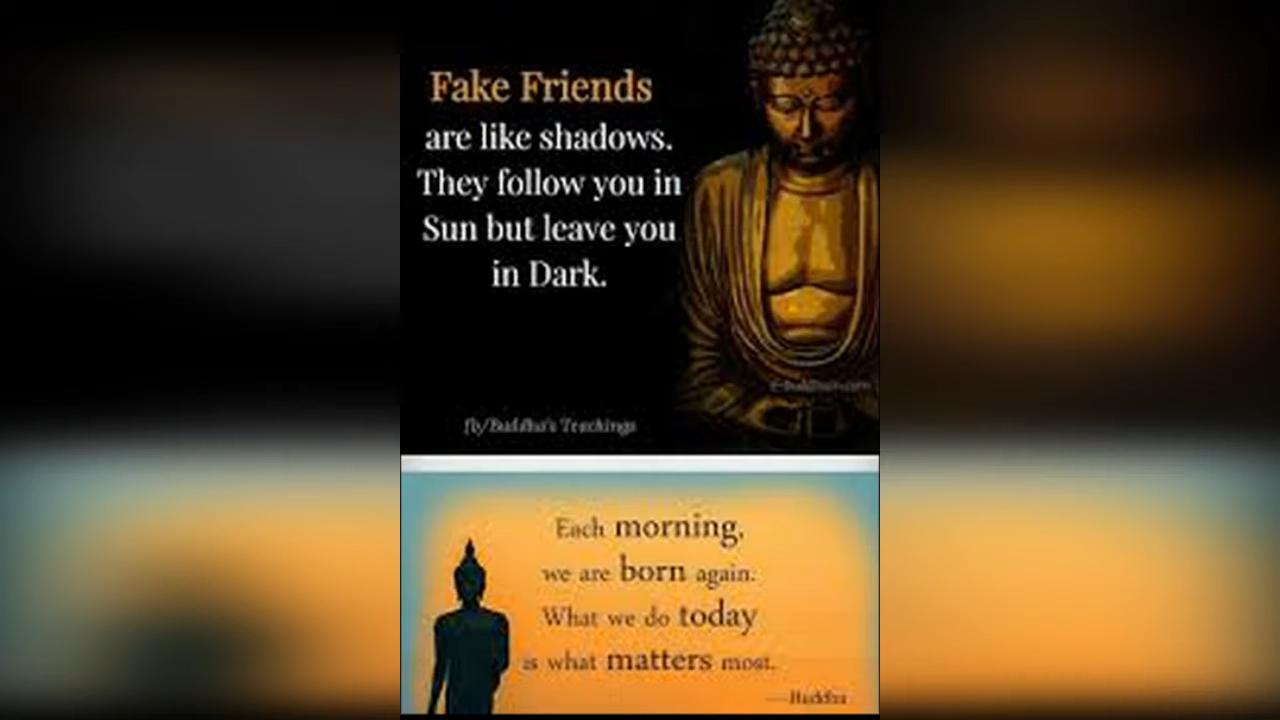 Fake Friends
are like shadows.
They follow you in
Sun but leave you
in Dark.
fb/Buddha's Teachings
Each morning,
we are born again.
What we do today
is what matters most.
—Buddha